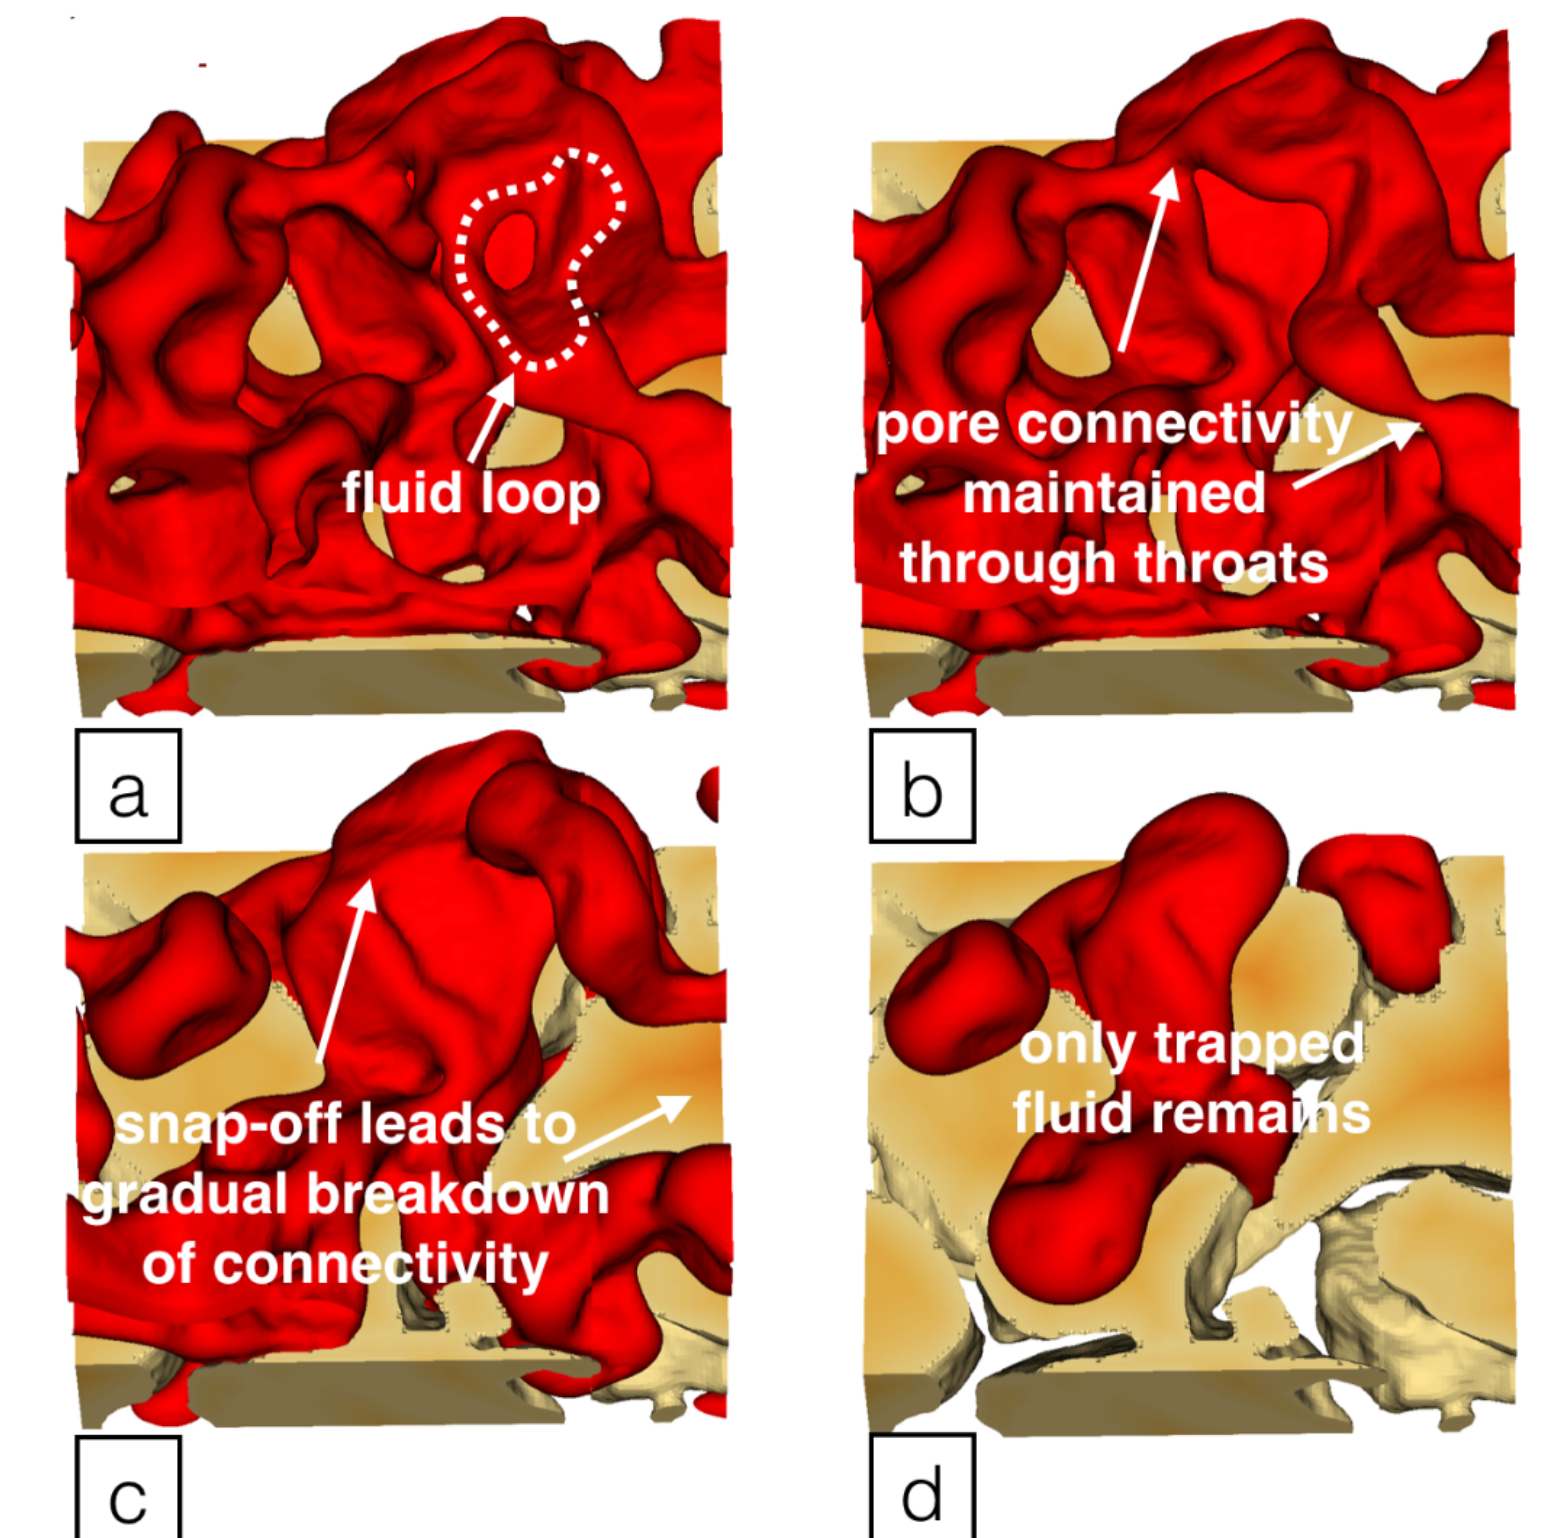 fluid loop
a
pore connectivity
maintained
through throats
b
snap-off leads to
gradual breakdown
of connectivity
c
only trapped
fluid remains
d